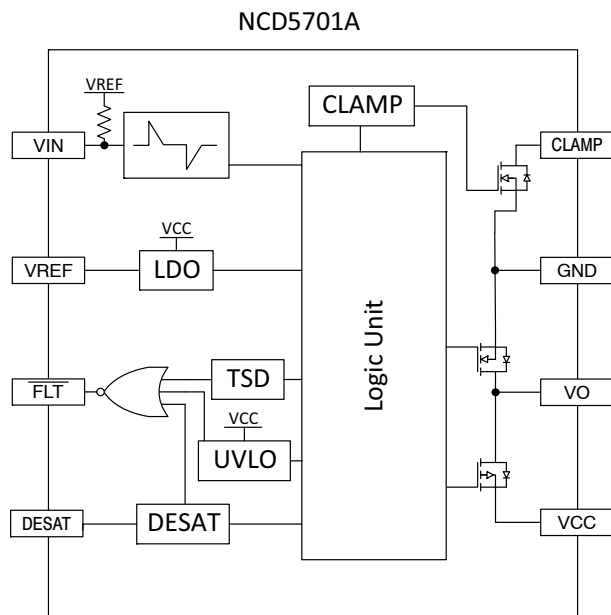 NCD5701A
VREF
CLAMP
VIN
CLAMP
VCC
VREF
LDO
GND
Logic Unit
FLT
TSD
VO
VCC
UVLO
DESAT
DESAT
VCC